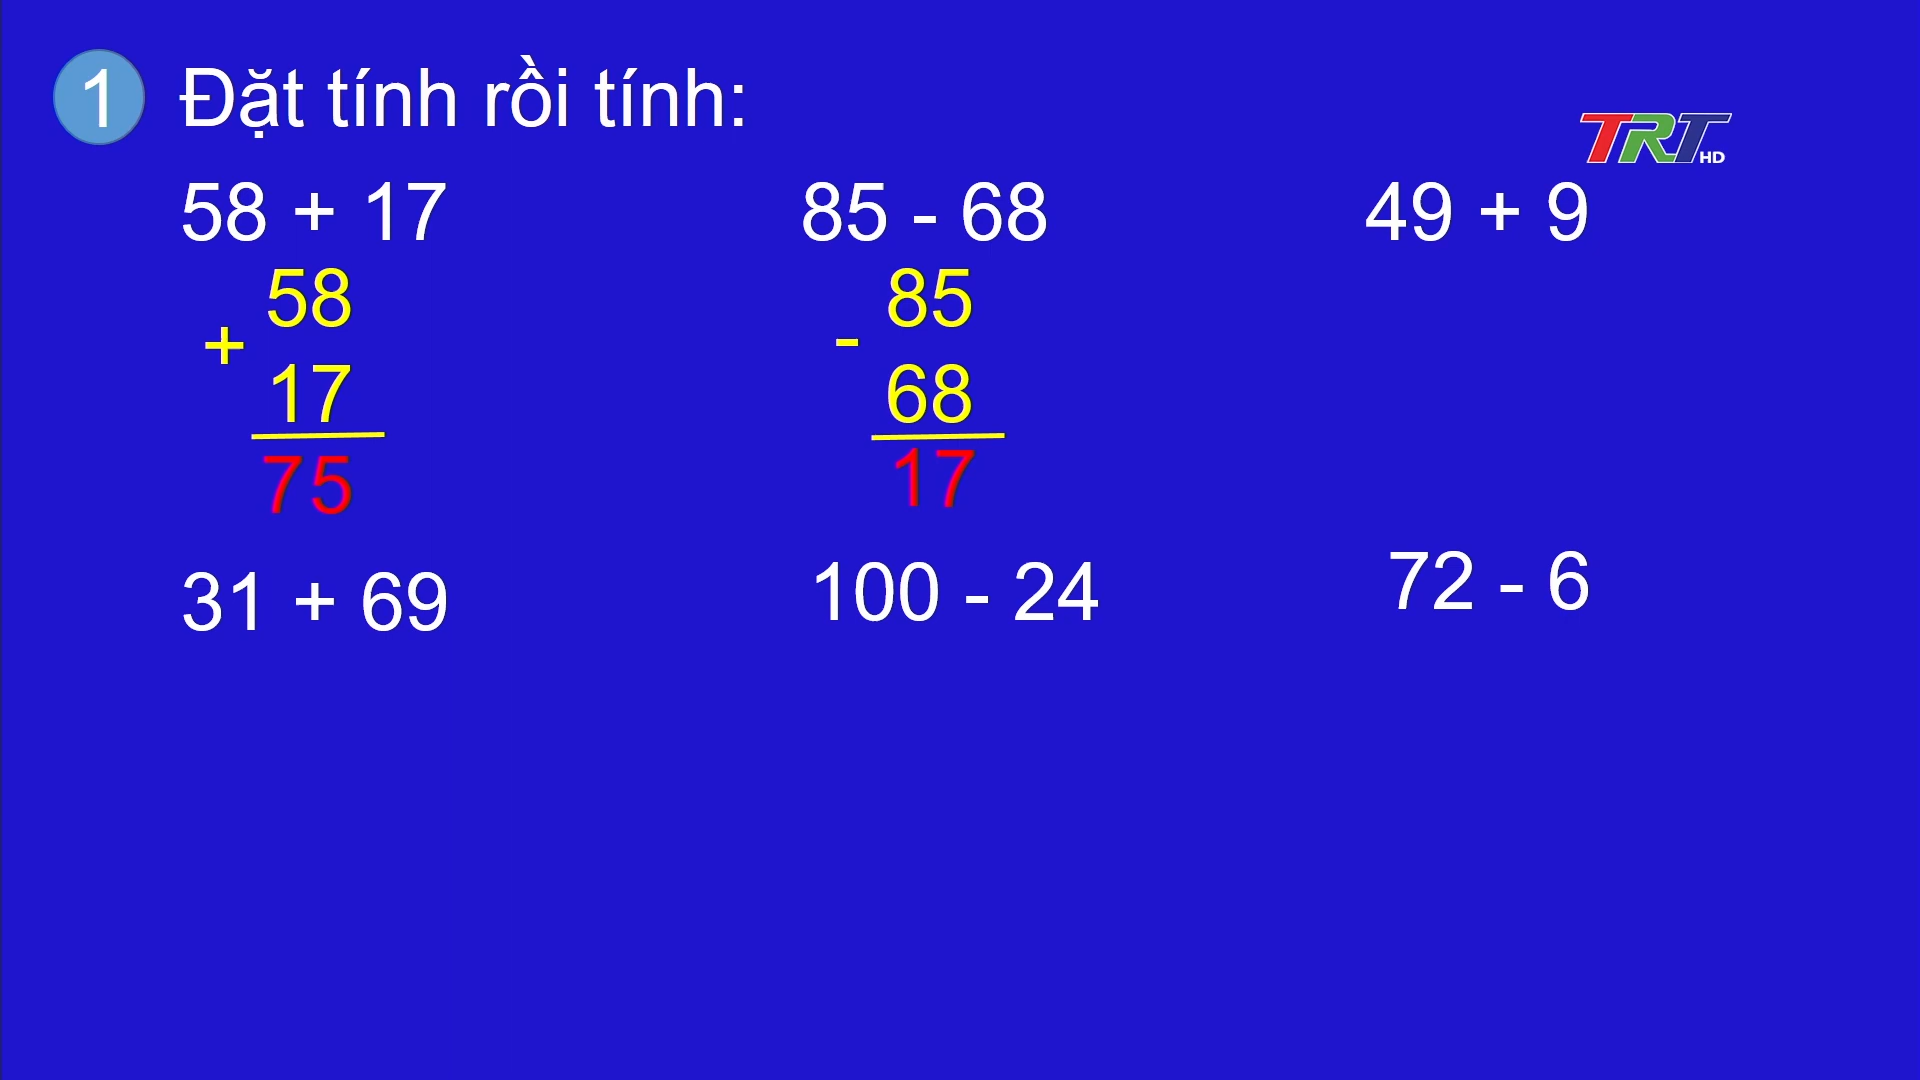 1 Đặt tính rồi tính:
TRT HD
58 + 17 85 - 68 49 + 9
58 85
+ -
17 68
75 17
31 + 69 100 - 24 72 - 6